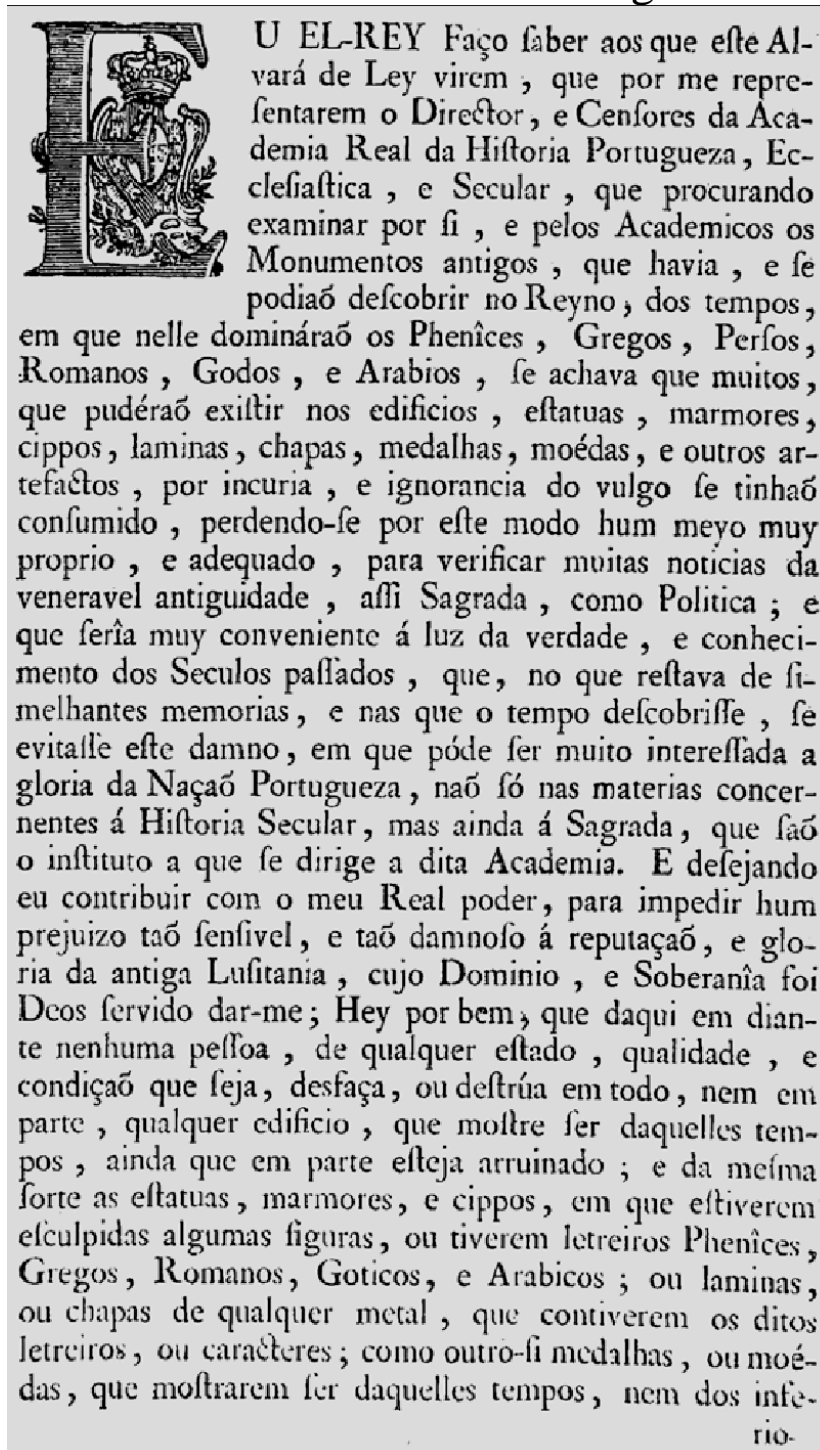 EU EL-REY Faço ſaber aos que eſte Al-
vará de Ley virem , que por me repre-
ſentarem o Director, e Cenſores da Aca-
demia Real da Hiſtoria Portugueza, Ec-
cleſiaſtica , e Secular , que procurando
examinar por ſi , e pelos Academicos os
Monumentos antigos , que havia , e ſe
podiaõ deſcobrir no Reyno, dos tempos,
em que nelle domináraõ os Phenîces , Gregos , Perſos,
Romanos , Godos , e Arabios , ſe achava que muitos,
que pudéraõ exiſtir nos edificios , eſtatuas , marmores,
cippos, laminas, chapas, medalhas, moédas, e outros ar-
tefactos , por incuria , e ignorancia do vulgo ſe tinhaõ
conſumido , perdendo-ſe por eſte modo hum meyo muy
proprio , e adequado , para verificar muitas noticias da
veneravel antiguidade , aſſi Sagrada , como Politica ; e
que ſerîa muy conveniente á luz da verdade , e conheci-
mento dos Seculos paſſados , que, no que reſtava de ſi-
melhantes memorias, e nas que o tempo deſcobriſſe , ſe
evitaſſe eſte damno, em que póde ſer muito intereſſada a
gloria da Naçaõ Portugueza, naõ ſó nas materias concer-
nentes á Hiſtoria Secular, mas ainda á Sagrada, que ſaõ
o inſtituto a que ſe dirige a dita Academia. E deſejando
eu contribuir com o meu Real poder, para impedir hum
prejuizo taõ ſenſivel, e taõ damnoſo á reputaçaõ, e glo-
ria da antiga Luſitania , cujo Dominio , e Soberanîa foi
Deos ſervido dar-me; Hey por bem, que daqui em dian-
te nenhuma peſſoa , de qualquer eſtado , qualidade , e
condiçaõ que ſeja, desfaça, ou deſtrúa em todo, nem em
parte , qualquer edificio , que moſtre ſer daquelles tem-
pos , ainda que em parte eſteja arruinado ; e da meſma
ſorte as eſtatuas, marmores, e cippos, em que eſtiverem
eſculpidas algumas figuras, ou tiverem letreiros Phenîces,
Gregos, Romanos, Goticos, e Arabicos ; ou laminas,
ou chapas de qualquer metal , que contiverem os ditos
letreiros, ou caracteres; como outro-ſi medalhas, ou moé-
das, que moſtrarem ſer daquelles tempos, nem dos infe-
rio-